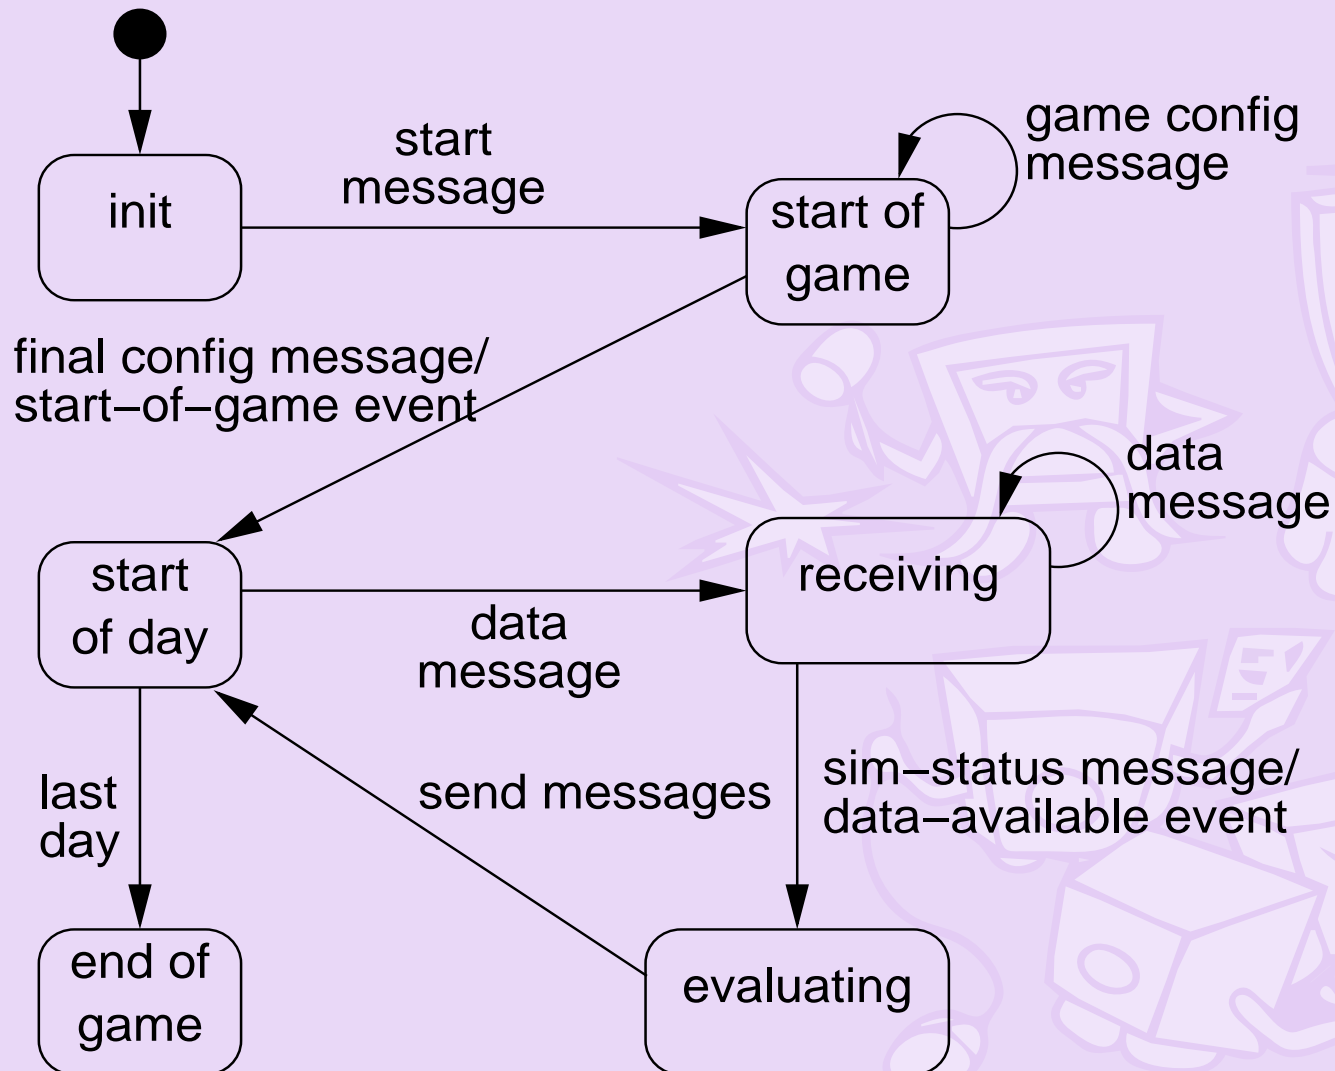 start
message
game config
message
init
start of
game
final config message/
start–of–game event
data
message
start
of day
receiving
data
message
last
day
send messages
sim–status message/
data–available event
end of
game
evaluating